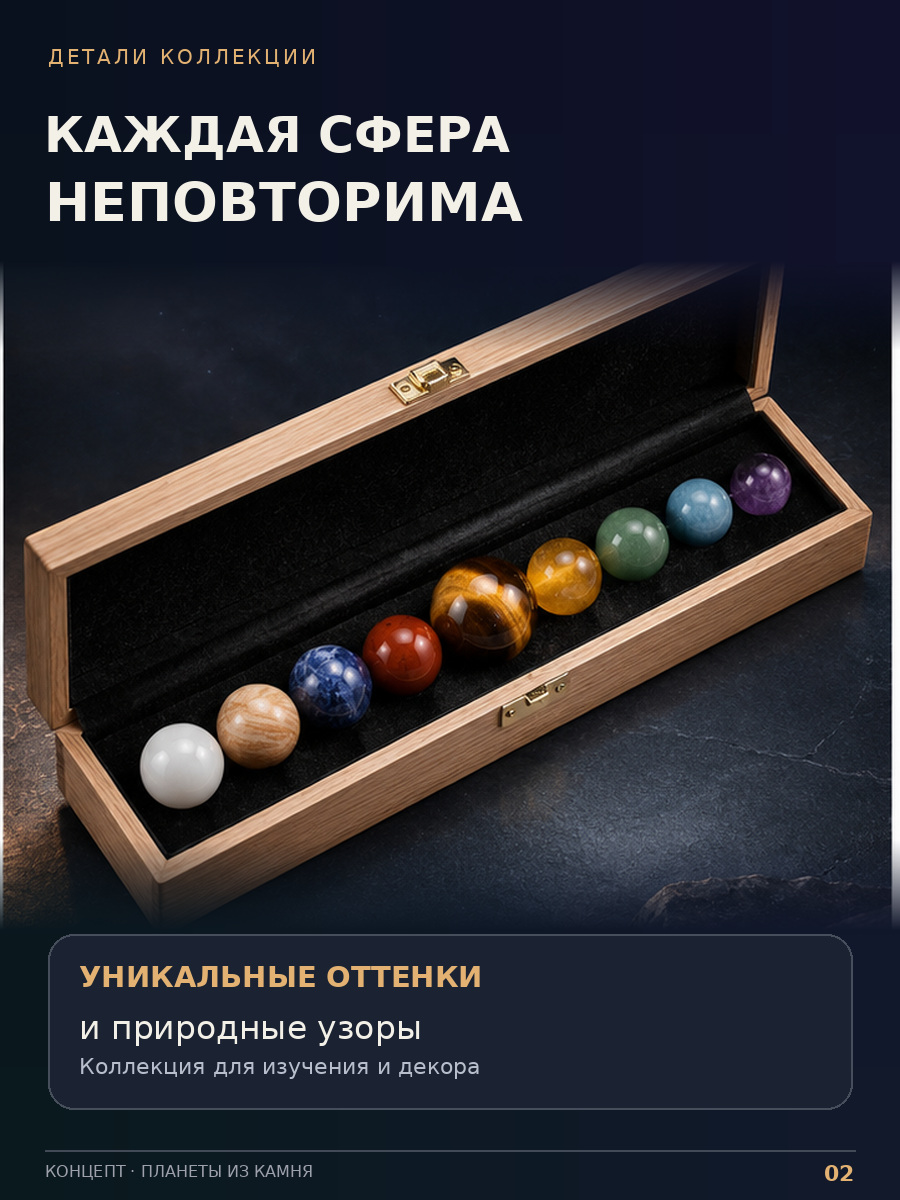 ДЕТАЛИ КОЛЛЕКЦИИ
КАЖДАЯ СФЕРА
НЕПОВТОРИМА
УНИКАЛЬНЫЕ ОТТЕНКИ
и природные узоры
Коллекция для изучения и декора
КОНЦЕПТ · ПЛАНЕТЫ ИЗ КАМНЯ
02